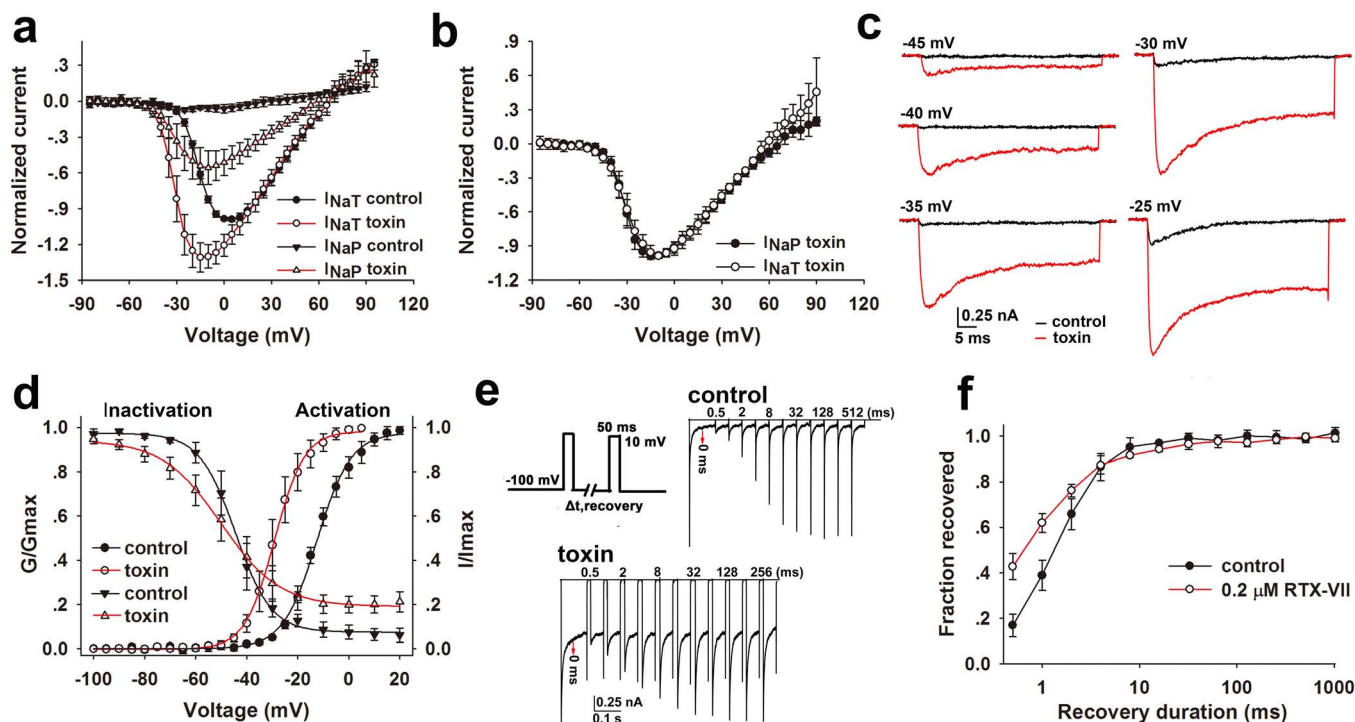 a
Normalized current
.3
0.0
-.3
-.6
-.9
-1.2
-1.5
-90 -60 -30 0 30 60 90 120
Voltage (mV)
INaT control
INaT toxin
INaP control
INaP toxin
b
Normalized current
.9
.6
.3
0.0
-.3
-.6
-.9
-1.2
-90 -60 -30 0 30 60 90 120
Voltage (mV)
INaP toxin
INaT toxin
c
-45 mV
-30 mV
-40 mV
-35 mV
-25 mV
0.25 nA
5 ms
control
toxin
d
Inactivation Activation
G/Gmax
1.0
.8
.6
.4
.2
0.0
I/Imax
1.0
.8
.6
.4
.2
0.0
control
toxin
control
toxin
-100 -80 -60 -40 -20 0 20
Voltage (mV)
e
50 ms
10 mV
-100 mV
Δt,recovery
control
0.5 2 8 32 128 512 (ms)
0 ms
toxin
0.5 2 8 32 128 256 (ms)
0 ms
0.25 nA
0.1 s
f
Fraction recovered
1.0
.8
.6
.4
.2
0.0
control
0.2 μM RTX-VII
1 10 100 1000
Recovery duration (ms)